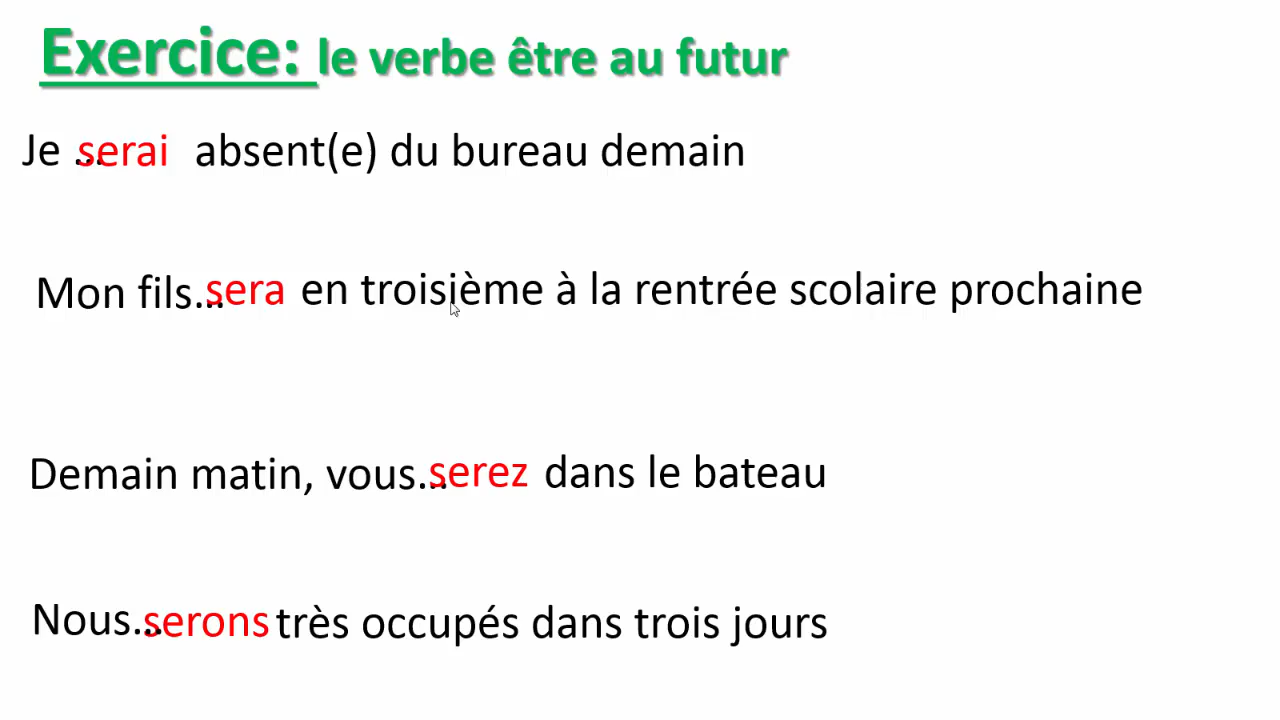 Exercice: le verbe être au futur
Je ...serai absent(e) du bureau demain
Mon fils...sera en troisième à la rentrée scolaire prochaine
Demain matin, vous...serez dans le bateau
Nous...serons très occupés dans trois jours